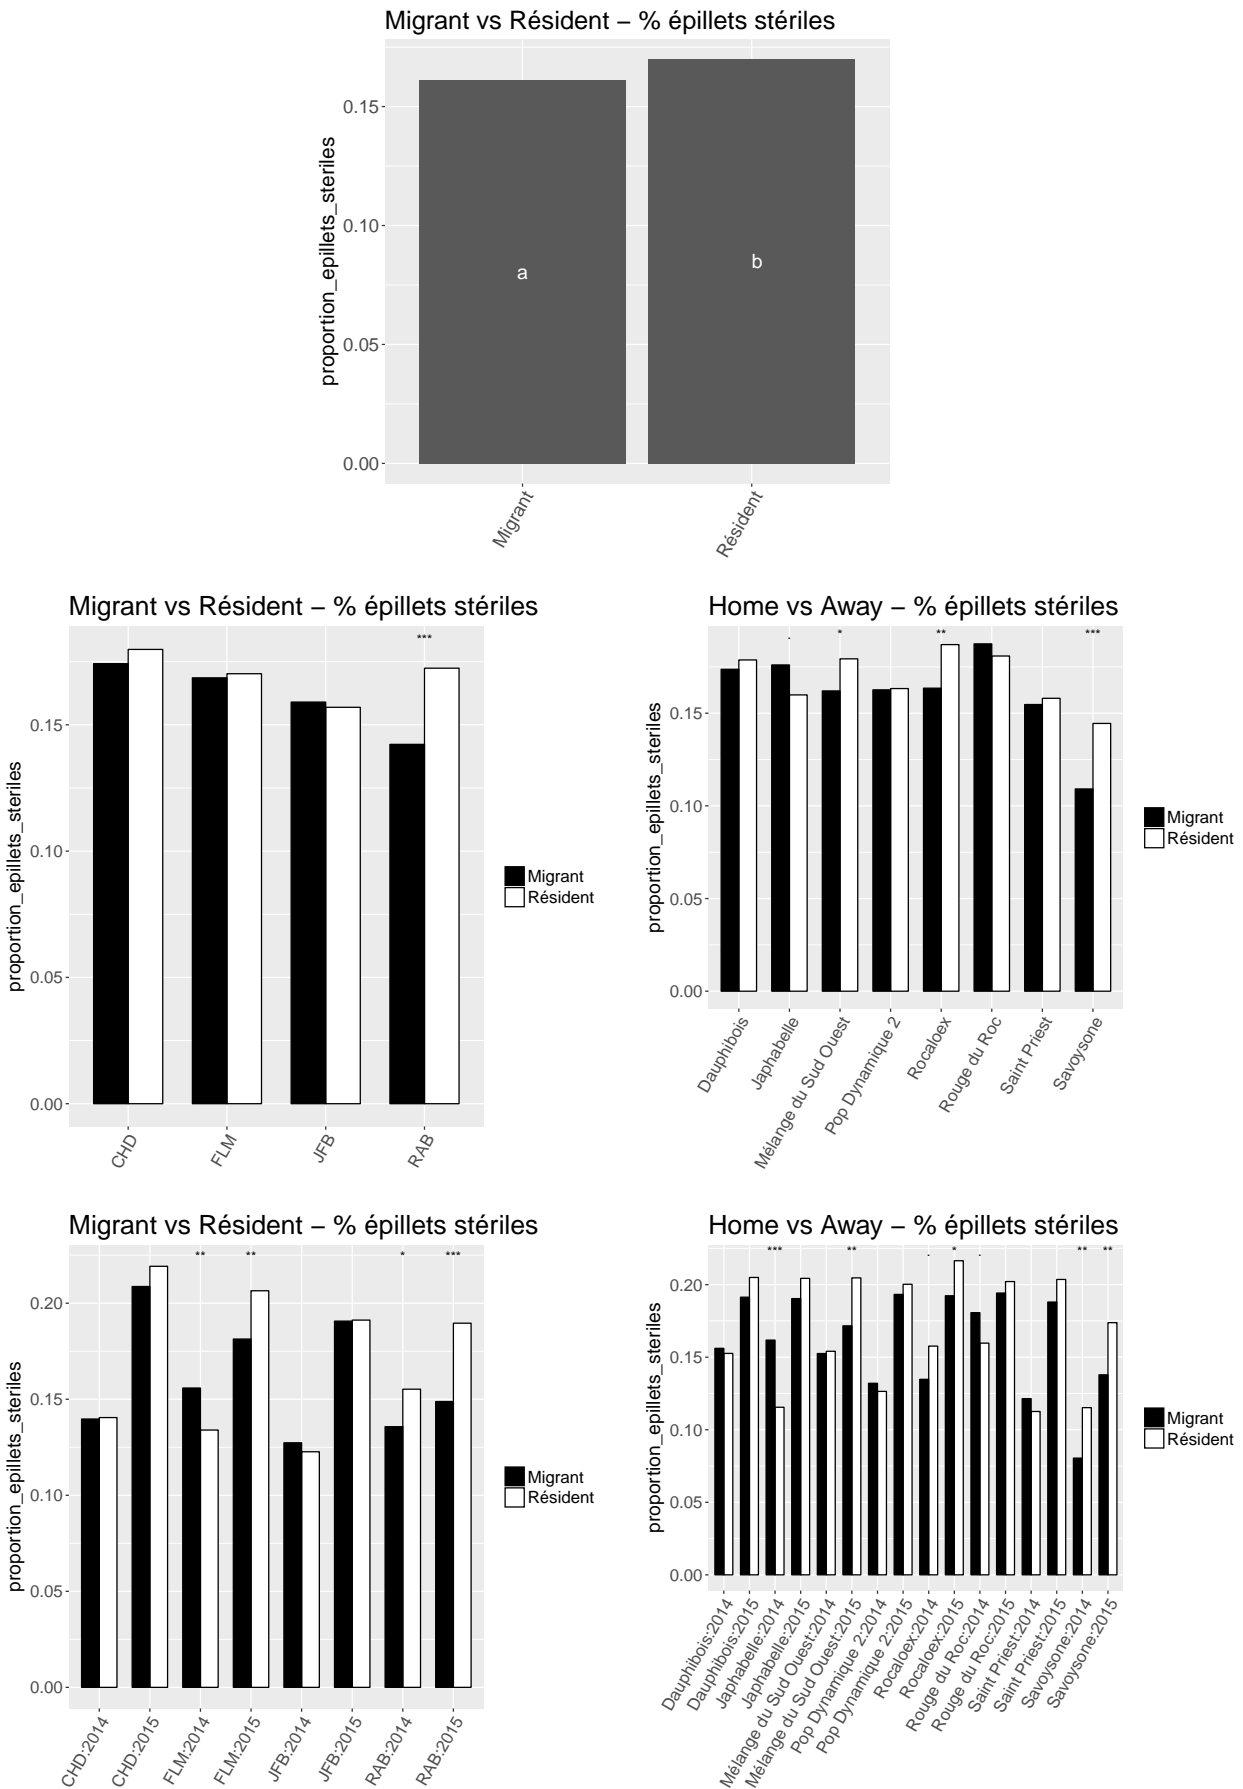 Migrant vs Résident – % épillets stériles
proportion_epillets_steriles
0.15
0.10
0.05
0.00
a
b
Migrant
Résident
Migrant vs Résident – % épillets stériles
***
proportion_epillets_steriles
0.15
0.10
0.05
0.00
CHD
FLM
JFB
RAB
Migrant
Résident
Home vs Away – % épillets stériles
. * ** ***
proportion_epillets_steriles
0.15
0.10
0.05
0.00
Dauphibois
Japhabelle
Mélange du Sud Ouest
Pop Dynamique 2
Rocaloex
Rouge du Roc
Saint Priest
Savoysone
Migrant
Résident
Migrant vs Résident – % épillets stériles
** ** * ***
proportion_epillets_steriles
0.20
0.15
0.10
0.05
0.00
CHD:2014
CHD:2015
FLM:2014
FLM:2015
JFB:2014
JFB:2015
RAB:2014
RAB:2015
Migrant
Résident
Home vs Away – % épillets stériles
*** ** . * . ** **
proportion_epillets_steriles
0.20
0.15
0.10
0.05
0.00
Dauphibois:2014
Dauphibois:2015
Japhabelle:2014
Japhabelle:2015
Mélange du Sud Ouest:2014
Mélange du Sud Ouest:2015
Pop Dynamique 2:2014
Pop Dynamique 2:2015
Rocaloex:2014
Rocaloex:2015
Rouge du Roc:2014
Rouge du Roc:2015
Saint Priest:2014
Saint Priest:2015
Savoysone:2014
Savoysone:2015
Migrant
Résident